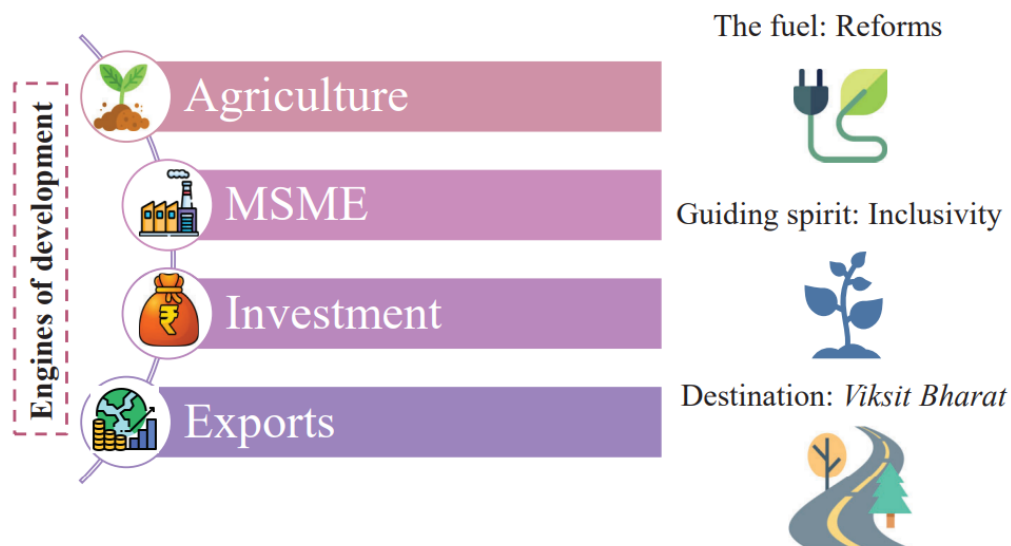 Engines of development
Agriculture
MSME
Investment
Exports
The fuel: Reforms
Guiding spirit: Inclusivity
Destination: Viksit Bharat
₹